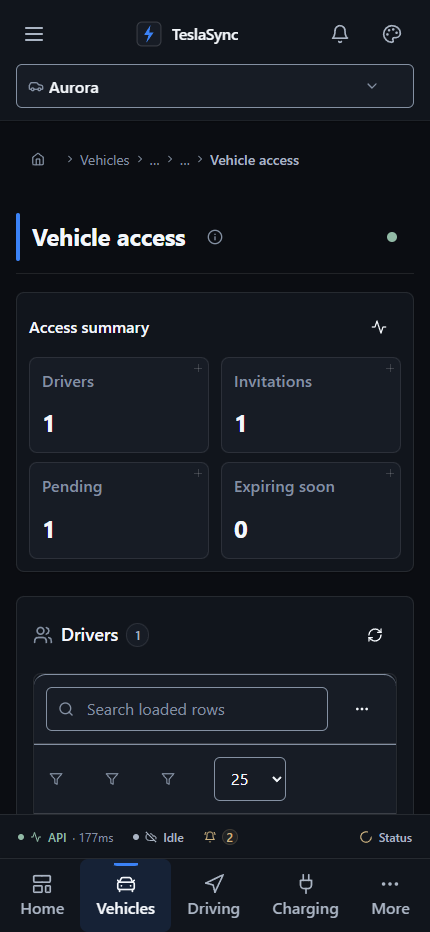 TeslaSync
Aurora
Vehicles ... ... Vehicle access
Vehicle access
Access summary
Drivers
1
Invitations
1
Pending
1
Expiring soon
0
Drivers 1
Search loaded rows
25
API · 177ms Idle 2 Status
Home Vehicles Driving Charging More